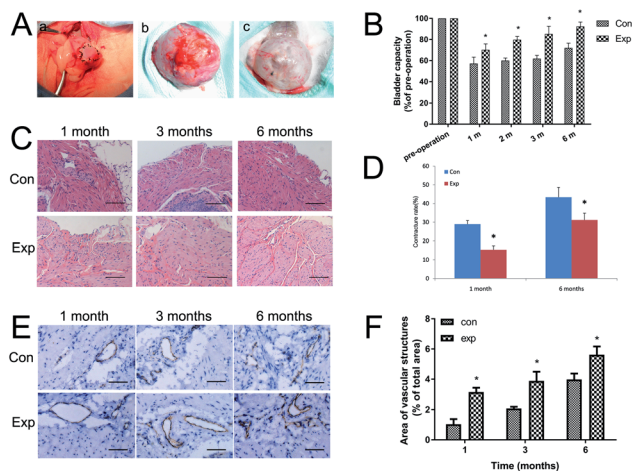 A
a
b
c
B
Con
Exp
Bladder capacity
(%of pre-operation)
100
80
60
40
20
0
*
*
*
*
pre-operation
1 m
2 m
3 m
6 m
C
1 month
3 months
6 months
Con
Exp
D
Con
Exp
Contracture rate(%)
60
50
40
30
20
10
0
*
*
1 month
6 months
E
1 month
3 months
6 months
Con
Exp
F
con
exp
Area of vascular structures
(% of total area)
8
6
4
2
0
*
*
*
1
3
6
Time (months)